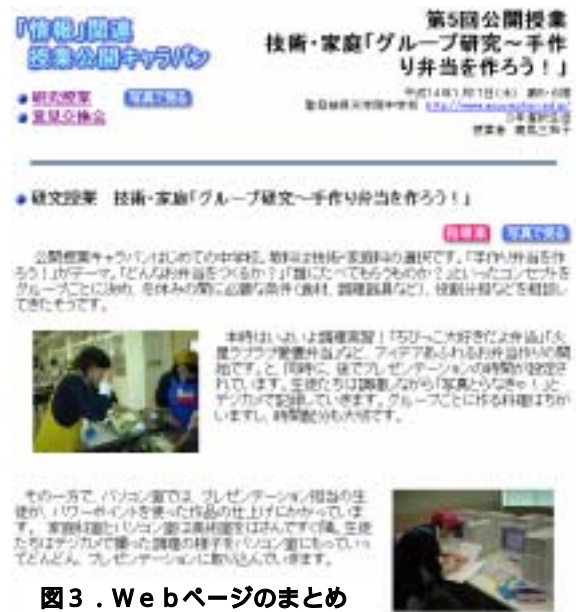 「情報」関連
授業公開キャラバン
第5回公開授業
技術・家庭「グループ研究～手作
り弁当を作ろう!」
●研究授業 写真で見る
●意見交換会
●研究授業 技術・家庭「グループ研究～手作り弁当を作ろう!」
指導案 写真で見る
公開授業キャラバンはじめての中学校。教科は技術・家庭科の選択です。「手作り弁当を作
ろう!」がテーマ。「どんなお弁当をつくるか?」「誰にたべてもらうものか?」といったコンセプトを
グループごとに決め、冬休みの間に必要な条件(食材、調理器具など)、役割分担などを相談し
てきたそうです。
本時はいよいよ調理実習!「ちびっこ大好きだよ弁当」「火
星ラブラブ愛妻弁当」など、アイデアあふれるお弁当作りの開
始です。と、同時に、後でプレゼンテーションの時間が設定さ
れています。生徒たちは調理しながら「写真とらなきゃ!」と、
デジカメで記録していきます。グループごとに作る料理はちが
いますし、時間配分も大切です。
その一方で、パソコン室では、プレゼンテーション担当の生
徒が、パワーポイントを使った作品の仕上げにかかっていま
す。 家庭科室とパソコン室は美術室をはさんですぐ隣。生徒
たちはデジカメで撮った調理の様子をパソコン室にもっていっ
てどんどん、プレゼンテーションに取り込んでいきます。
図3.Webページのまとめ